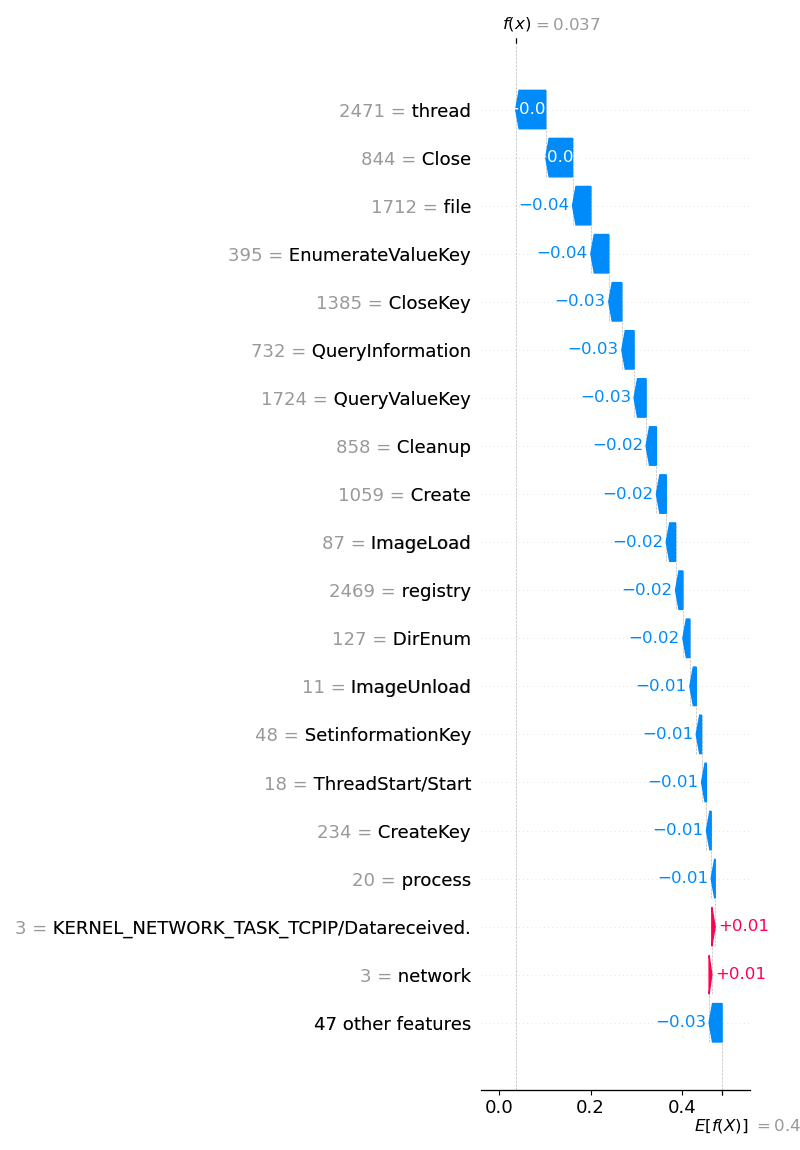 f(x) = 0.037
2471 = thread
844 = Close
1712 = file −0.04
395 = EnumerateValueKey −0.04
1385 = CloseKey −0.03
732 = QueryInformation −0.03
1724 = QueryValueKey −0.03
858 = Cleanup −0.02
1059 = Create −0.02
87 = ImageLoad −0.02
2469 = registry −0.02
127 = DirEnum −0.02
11 = ImageUnload −0.01
48 = SetinformationKey −0.01
18 = ThreadStart/Start −0.01
234 = CreateKey −0.01
20 = process −0.01
3 = KERNEL_NETWORK_TASK_TCPIP/Datareceived. +0.01
3 = network +0.01
47 other features −0.03
0.0 0.2 0.4
E[f(X)] = 0.4